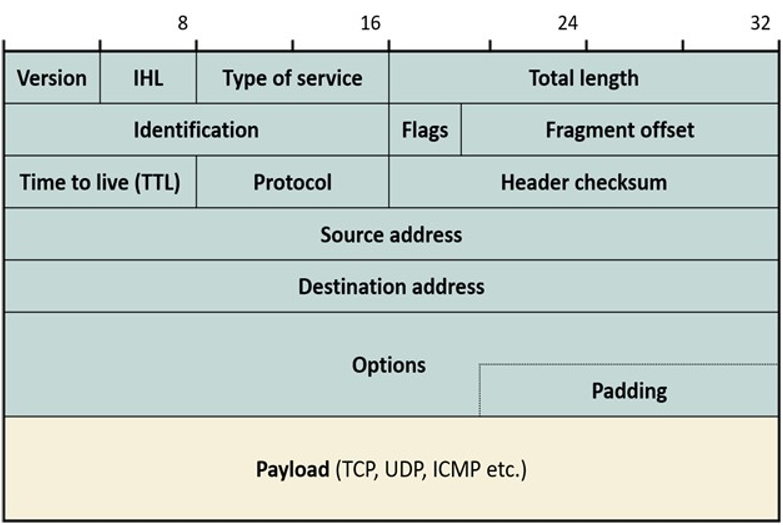 8 16 24 32
Version IHL Type of service Total length
Identification Flags Fragment offset
Time to live (TTL) Protocol Header checksum
Source address
Destination address
Options
Padding
Payload (TCP, UDP, ICMP etc.)